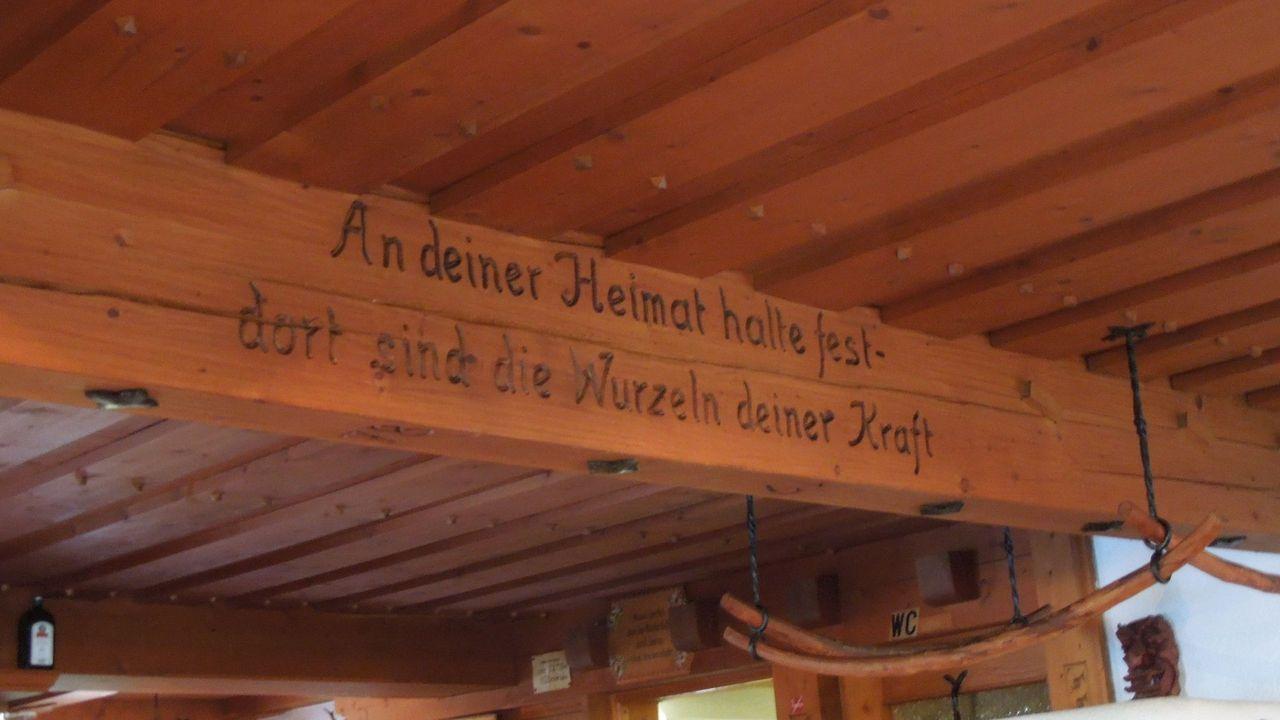 An deiner Heimat halte fest-
dort sind die Wurzeln deiner Kraft
WC